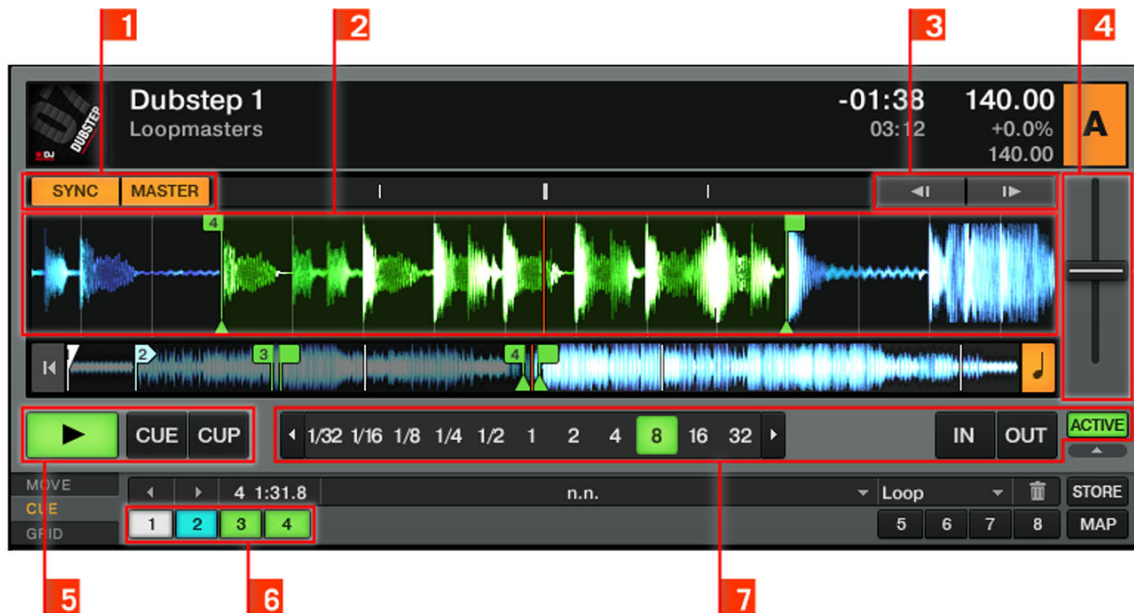 1 2 3 4
Dubstep 1 -01:38 140.00 A
Loopmasters 03:12 +0.0%
140.00
DJ DUBSTEP
SYNC MASTER
4
2 3 4
CUE CUP 1/32 1/16 1/8 1/4 1/2 1 2 4 8 16 32 IN OUT ACTIVE
MOVE 4 1:31.8 n.n. Loop STORE
CUE 1 2 3 4 5 6 7 8 MAP
GRID
5 6 7